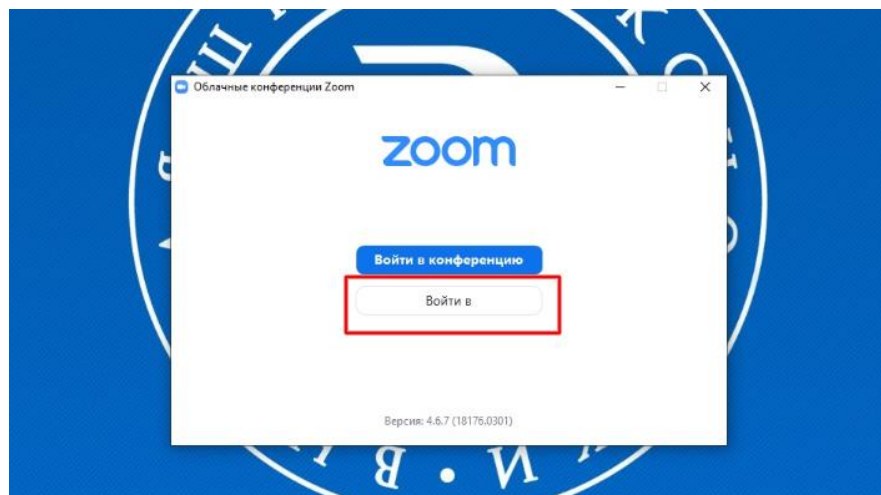 Облачные конференции Zoom
zoom
Войти в конференцию
Войти в
Версия: 4.6.7 (18176.0301)